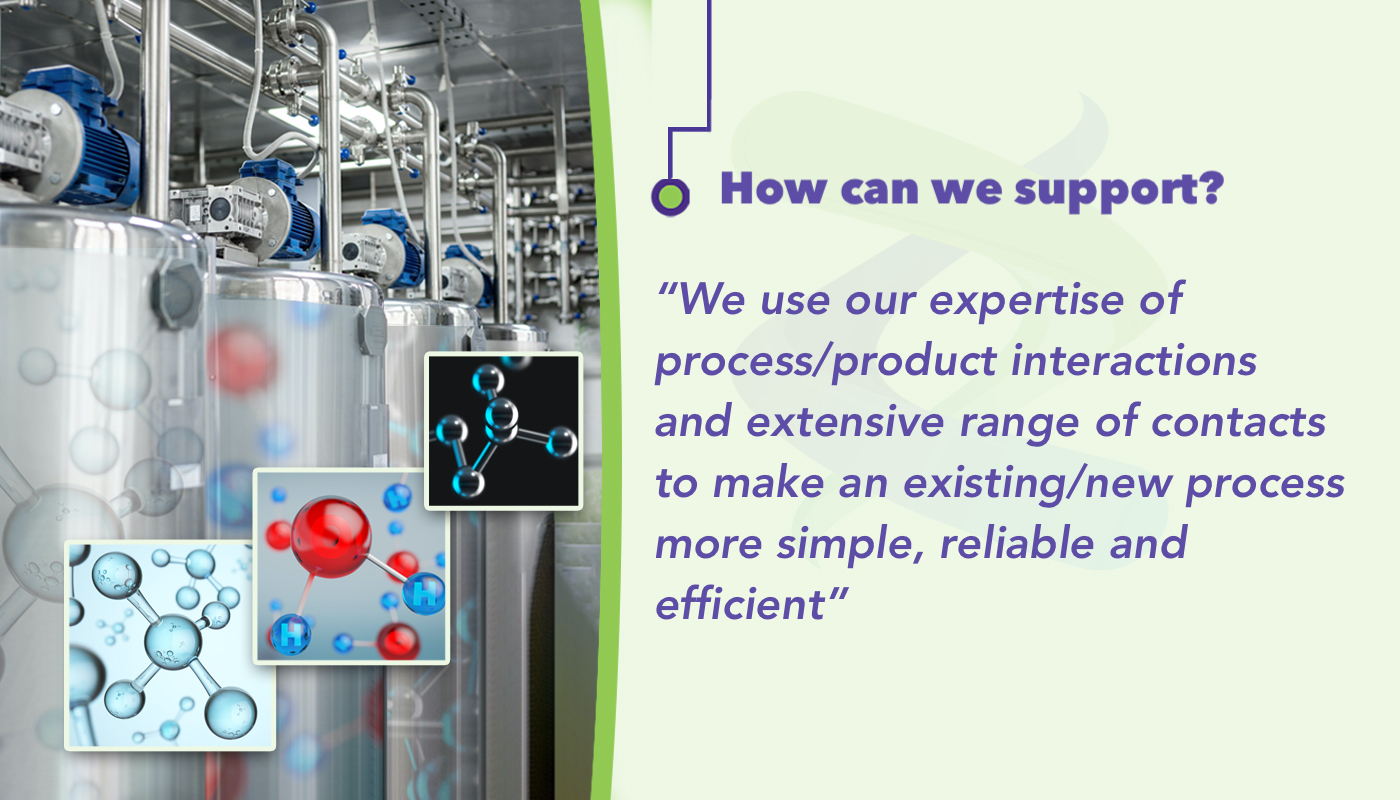 How can we support?
“We use our expertise of
process/product interactions
and extensive range of contacts
to make an existing/new process
more simple, reliable and
efficient”
H
H